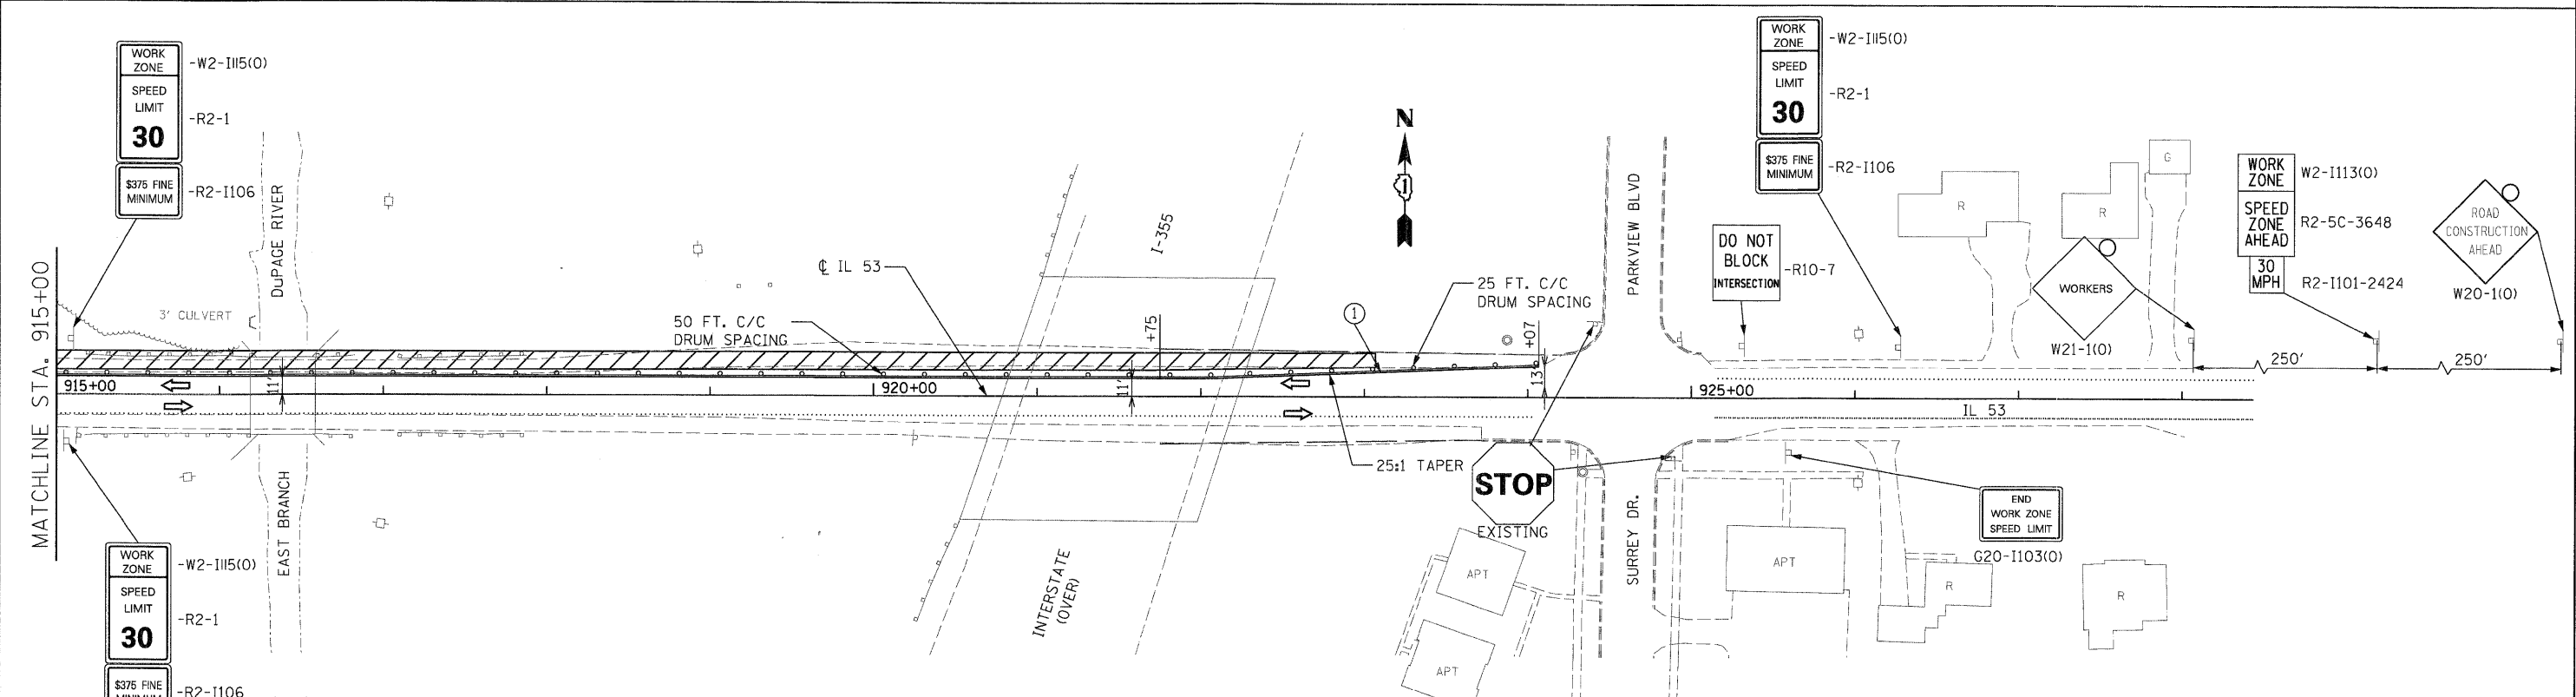 WORK
ZONE
-W2-I115(0)
SPEED
LIMIT
30
-R2-1
$375 FINE
MINIMUM
-R2-I106
WORK
ZONE
-W2-I115(0)
SPEED
LIMIT
30
-R2-1
$375 FINE
MINIMUM
-R2-I106
N
1
PARKVIEW BLVD
G
R
R
WORK
ZONE
W2-I113(0)
SPEED
ZONE
AHEAD
R2-5C-3648
30
MPH
R2-I101-2424
ROAD
CONSTRUCTION
AHEAD
W20-1(0)
DO NOT
BLOCK
INTERSECTION
-R10-7
WORKERS
W21-1(0)
250'
250'
DuPAGE RIVER
I-355
℄ IL 53
25 FT. C/C
DRUM SPACING
3' CULVERT
50 FT. C/C
DRUM SPACING
+75
1
+07
MATCHLINE STA. 915+00
915+00
11'
920+00
11'
13'
925+00
IL 53
25:1 TAPER
STOP
EXISTING
EAST BRANCH
INTERSTATE
(OVER)
SURREY DR.
END
WORK ZONE
SPEED LIMIT
G20-I103(0)
APT
APT
APT
R
R
WORK
ZONE
-W2-I115(0)
SPEED
LIMIT
30
-R2-1
$375 FINE
MINIMUM
-R2-I106